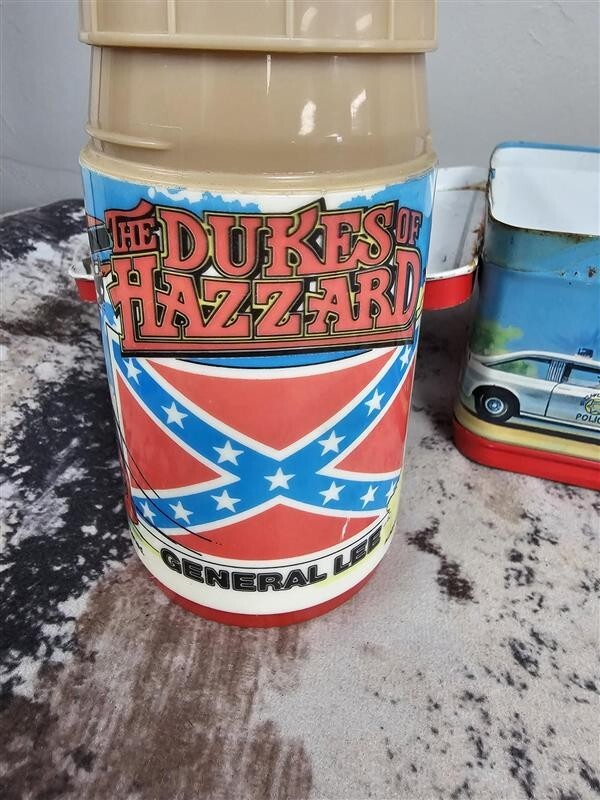 THE DUKES OF
HAZZARD
GENERAL LEE
POLIC